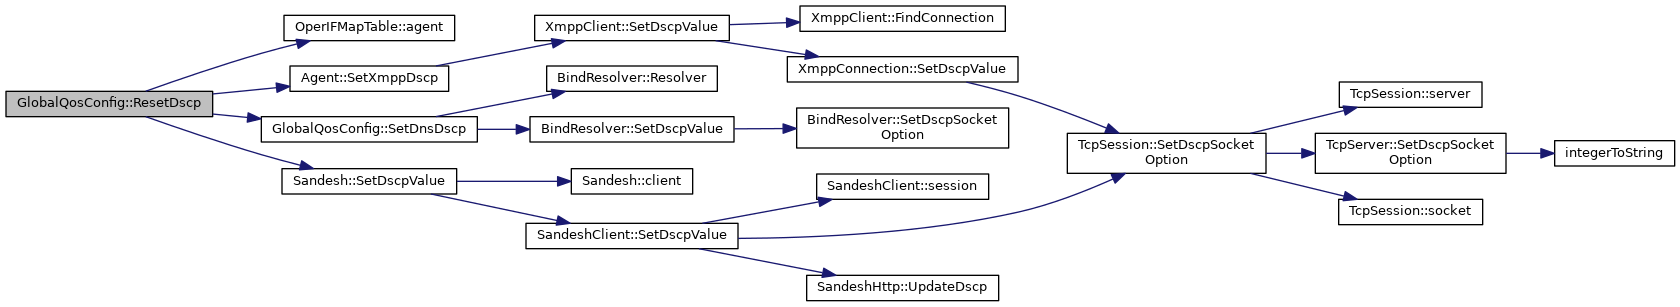 GlobalQosConfig::ResetDscp
OperIFMapTable::agent
Agent::SetXmppDscp
GlobalQosConfig::SetDnsDscp
Sandesh::SetDscpValue
XmppClient::SetDscpValue
BindResolver::Resolver
BindResolver::SetDscpValue
Sandesh::client
SandeshClient::SetDscpValue
XmppClient::FindConnection
XmppConnection::SetDscpValue
BindResolver::SetDscpSocket
Option
SandeshClient::session
SandeshHttp::UpdateDscp
TcpSession::SetDscpSocket
Option
TcpSession::server
TcpServer::SetDscpSocket
Option
TcpSession::socket
integerToString